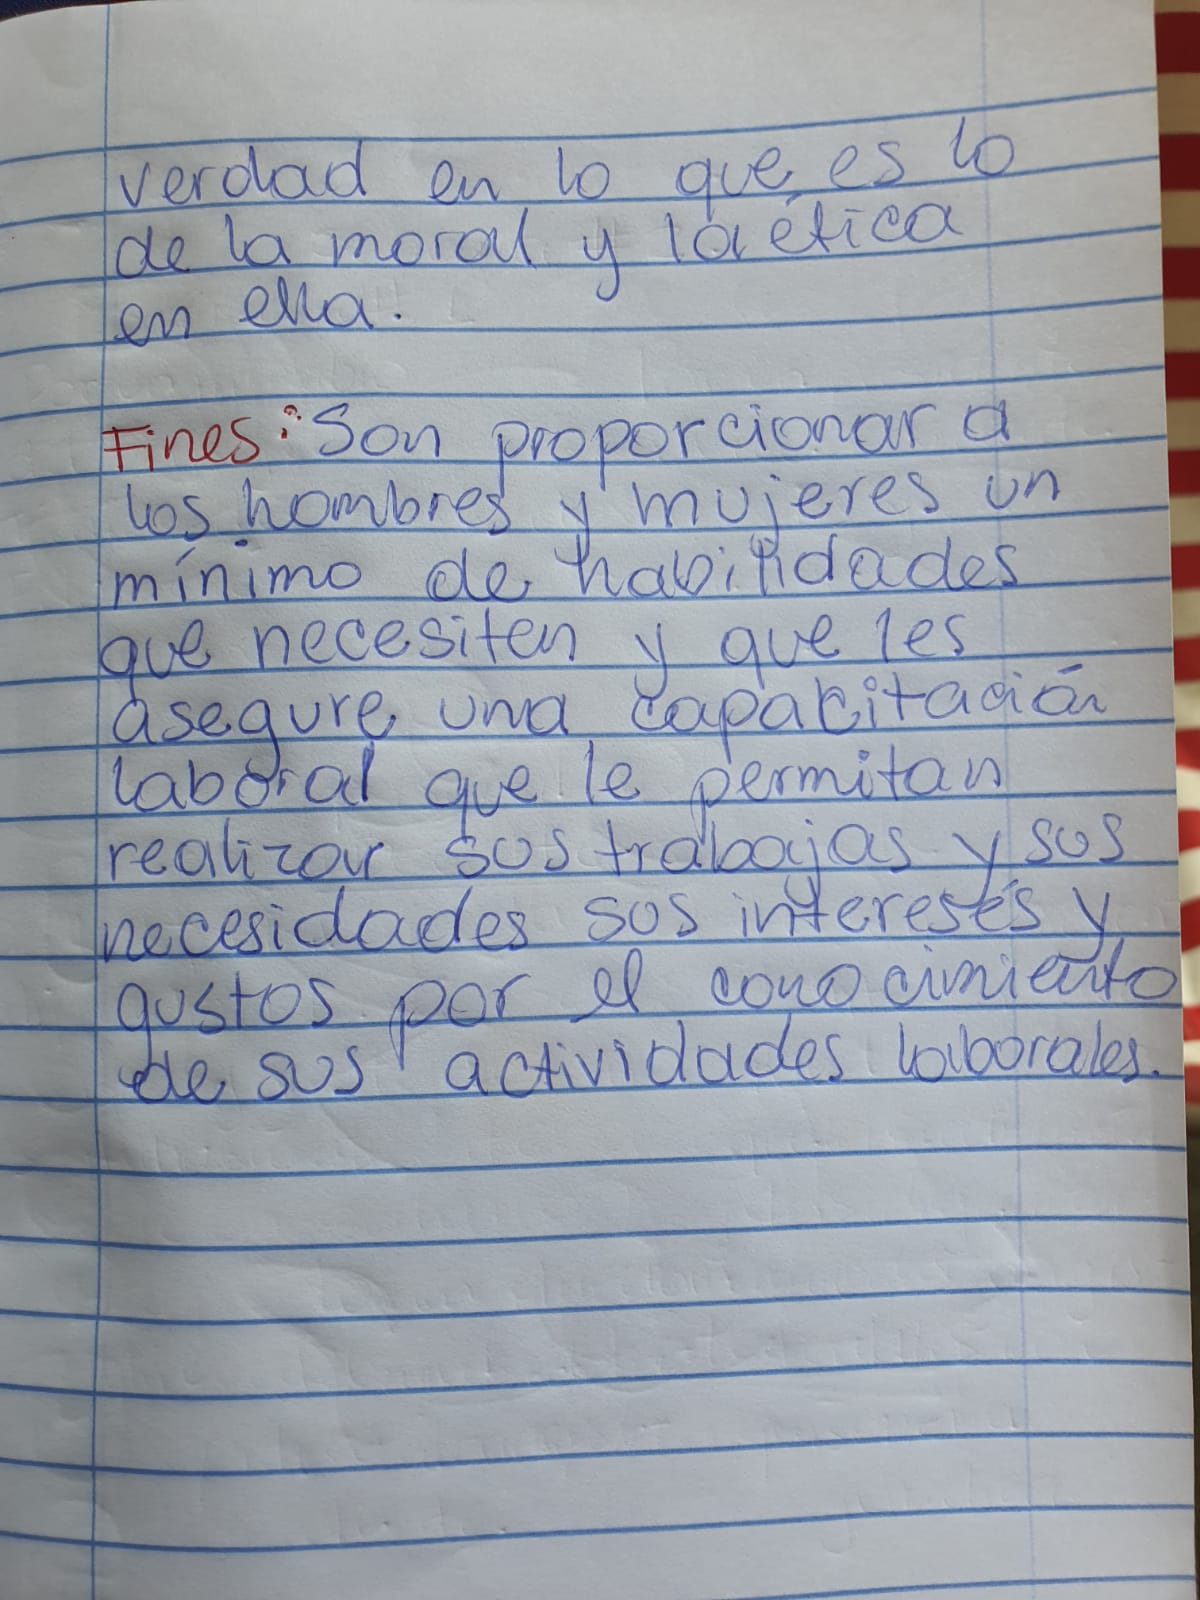 verdad en lo que es lo
de la moral y la ética
en ella.
Fines: Son proporcionar a
los hombres y mujeres un
mínimo de habilidades
que necesiten y que les
asegure una capacitación
laboral que le permitan
realizar sus trabajos y sus
necesidades sus intereses y
gustos por el conocimiento
de sus actividades laborales.